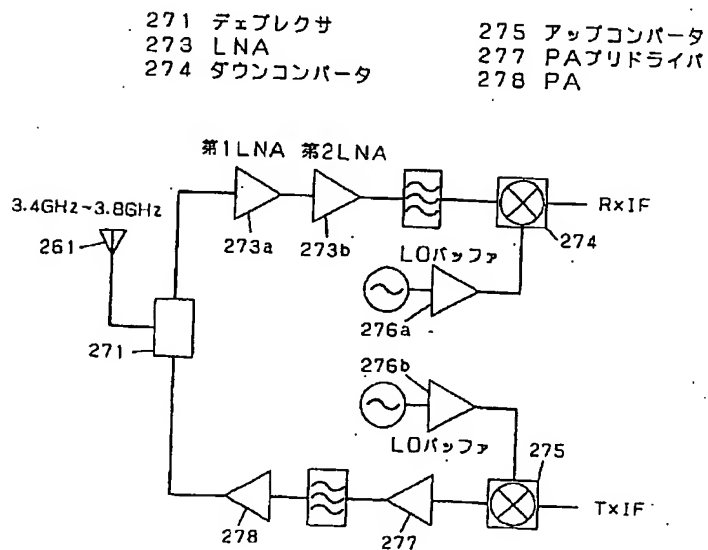 271 デュプレクサ
273 LNA
274 ダウンコンバータ
275 アップコンバータ
277 PAプリドライバ
278 PA
第1LNA 第2LNA
3.4GHz~3.8GHz
261
273a
273b
RxIF
274
LOバッファ
276a
271
276b
LOバッファ
275
TxIF
278
277